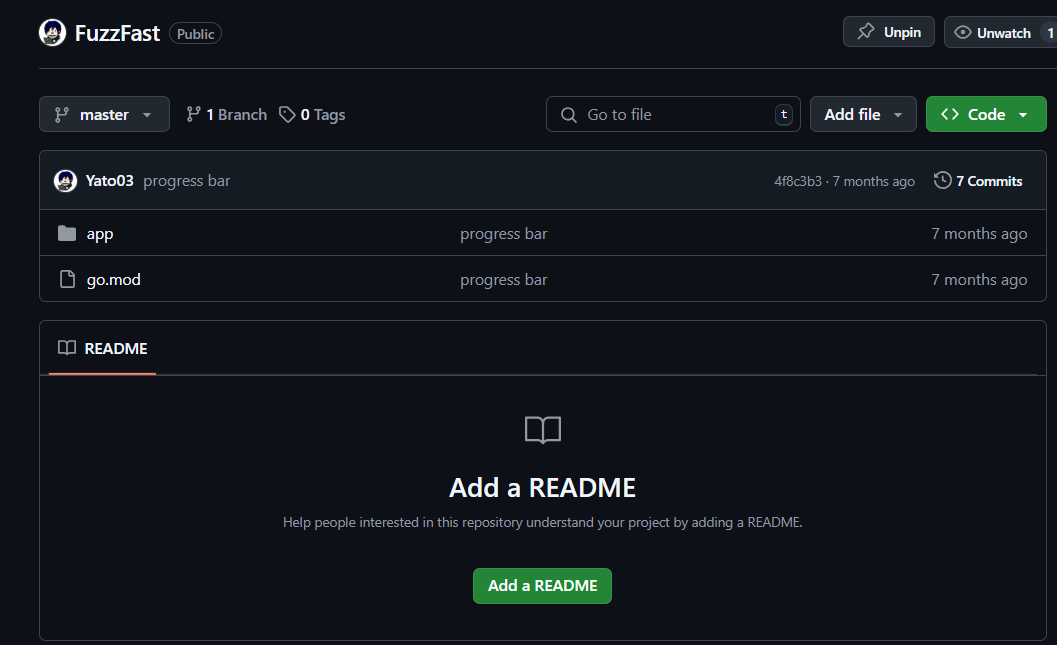 FuzzFast Public Unpin Unwatch 1
master 1 Branch 0 Tags Go to file t Add file Code
Yato03 progress bar 4f8c3b3 · 7 months ago 7 Commits
app progress bar 7 months ago
go.mod progress bar 7 months ago
README
Add a README
Help people interested in this repository understand your project by adding a README.
Add a README